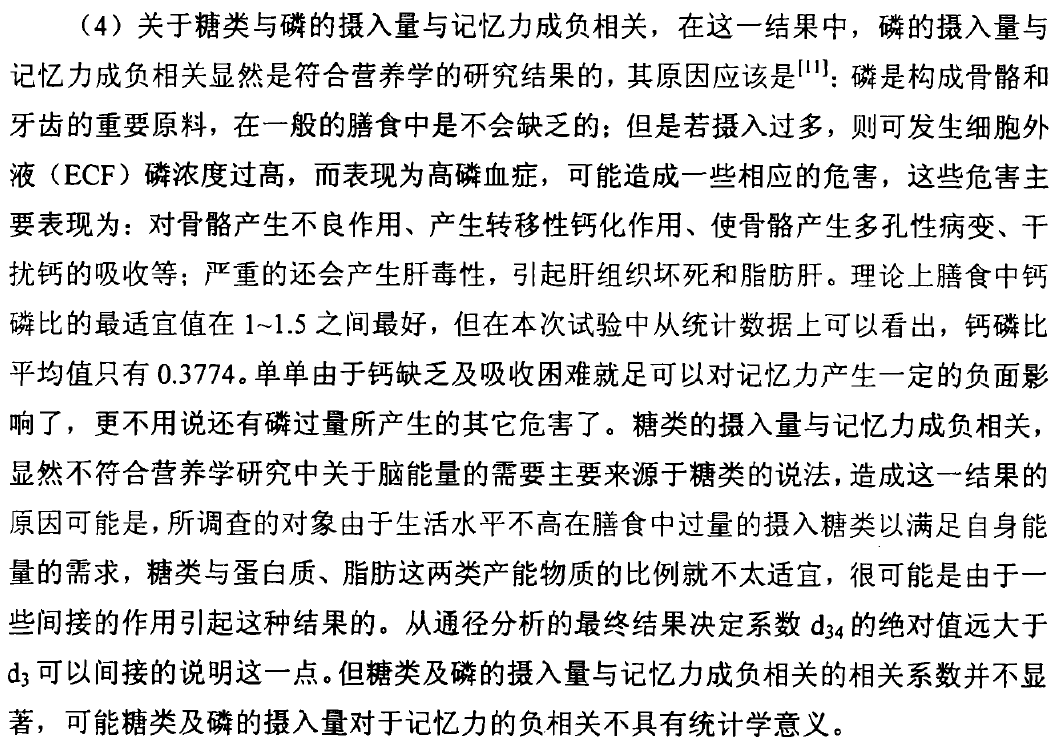 （4）关于糖类与磷的摄入量与记忆力成负相关，在这一结果中，磷的摄入量与
记忆力成负相关显然是符合营养学的研究结果的，其原因应该是[11]：磷是构成骨骼和
牙齿的重要原料，在一般的膳食中是不会缺乏的；但是若摄入过多，则可发生细胞外
液（ECF）磷浓度过高，而表现为高磷血症，可能造成一些相应的危害，这些危害主
要表现为：对骨骼产生不良作用、产生转移性钙化作用、使骨骼产生多孔性病变、干
扰钙的吸收等；严重的还会产生肝毒性，引起肝组织坏死和脂肪肝。理论上膳食中钙
磷比的最适宜值在 1~1.5 之间最好，但在本次试验中从统计数据上可以看出，钙磷比
平均值只有 0.3774。单单由于钙缺乏及吸收困难就足可以对记忆力产生一定的负面影
响了，更不用说还有磷过量所产生的其它危害了。糖类的摄入量与记忆力成负相关，
显然不符合营养学研究中关于脑能量的需要主要来源于糖类的说法，造成这一结果的
原因可能是，所调查的对象由于生活水平不高在膳食中过量的摄入糖类以满足自身能
量的需求，糖类与蛋白质、脂肪这两类产能物质的比例就不太适宜，很可能是由于一
些间接的作用引起这种结果的。从通径分析的最终结果决定系数 d34 的绝对值远大于
d3 可以间接的说明这一点。但糖类及磷的摄入量与记忆力成负相关的相关系数并不显
著，可能糖类及磷的摄入量对于记忆力的负相关不具有统计学意义。